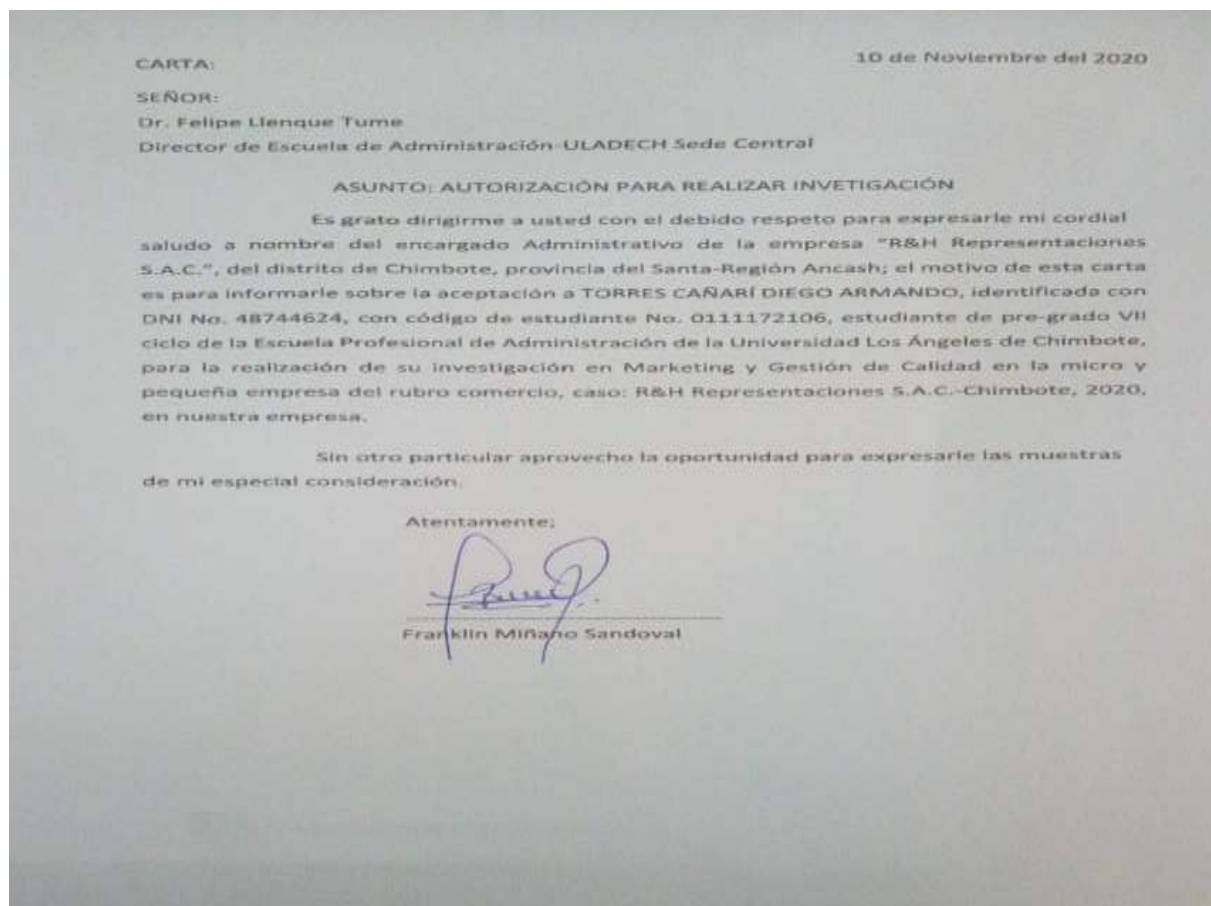 10 de Noviembre del 2020
CARTA:
SEÑOR:
Dr. Felipe Llenque Tume
Director de Escuela de Administración-ULADECH Sede Central
ASUNTO: AUTORIZACIÓN PARA REALIZAR INVETIGACIÓN
Es grato dirigirme a usted con el debido respeto para expresarle mi cordial
saludo a nombre del encargado Administrativo de la empresa "R&H Representaciones
S.A.C.", del distrito de Chimbote, provincia del Santa-Región Ancash; el motivo de esta carta
es para informarle sobre la aceptación a TORRES CAÑARÍ DIEGO ARMANDO, identificada con
DNI No. 48744624, con código de estudiante No. 0111172106, estudiante de pre-grado VII
ciclo de la Escuela Profesional de Administración de la Universidad Los Ángeles de Chimbote,
para la realización de su investigación en Marketing y Gestión de Calidad en la micro y
pequeña empresa del rubro comercio, caso: R&H Representaciones S.A.C.-Chimbote, 2020,
en nuestra empresa.
Sin otro particular aprovecho la oportunidad para expresarle las muestras
de mi especial consideración.
Atentamente;
Franklin Miñano Sandoval